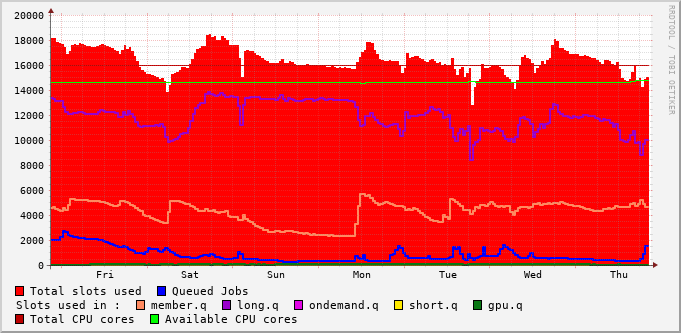 RRDTOOL / TOBI OETIKER
20000
18000
16000
14000
12000
10000
8000
6000
4000
2000
0
Fri Sat Sun Mon Tue Wed Thu
Total slots used Queued Jobs
Slots used in : member.q long.q ondemand.q short.q gpu.q
Total CPU cores Available CPU cores